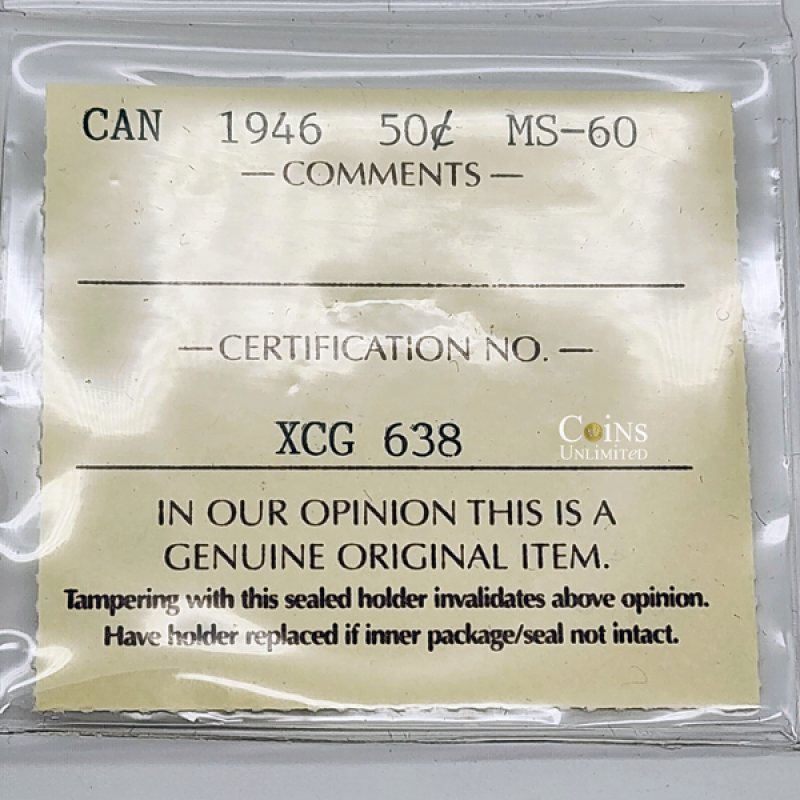 CAN 1946 50¢ MS-60
— COMMENTS —
— CERTIFICATION NO. —
XCG 638
COINS
UNLIMITED
IN OUR OPINION THIS IS A
GENUINE ORIGINAL ITEM.
Tampering with this sealed holder invalidates above opinion.
Have holder replaced if inner package/seal not intact.